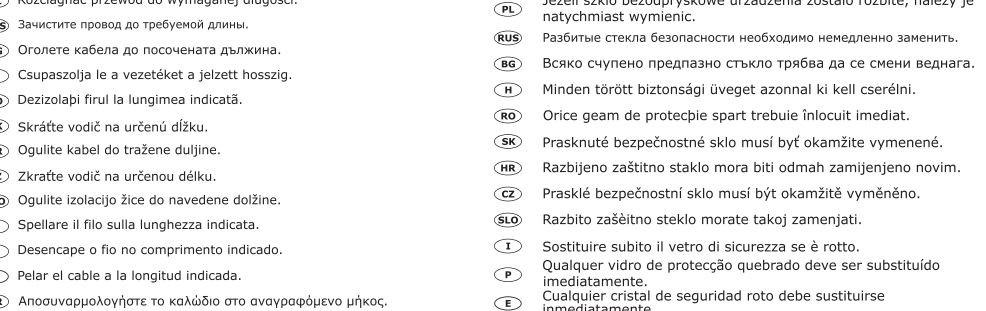 Rozciągnąć przewód do wymaganej długości.
Зачистите провод до требуемой длины.
Оголете кабела до посочената дължина.
Csupaszolja le a vezetéket a jelzett hosszig.
Dezizolaþi firul la lungimea indicatã.
Skráťte vodič na určenú dĺžku.
Ogulite kabel do tražene duljine.
Zkraťte vodič na určenou délku.
Ogulite izolacijo žice do navedene dolžine.
Spellare il filo sulla lunghezza indicata.
Desencape o fio no comprimento indicado.
Pelar el cable a la longitud indicada.
Αποσυναρμολογήστε το καλώδιο στο αναγραφόμενο μήκος.
PL Jeżeli szkło bezodpryskowe urządzenia zostało rozbite, należy je
natychmiast wymienic.
RUS Разбитые стекла безопасности необходимо немедленно заменить.
BG Всяко счупено предпазно стъкло трябва да се смени веднага.
H Minden törött biztonsági üveget azonnal ki kell cserélni.
RO Orice geam de protecþie spart trebuie înlocuit imediat.
SK Prasknuté bezpečnostné sklo musí byť okamžite vymenené.
HR Razbijeno zaštitno staklo mora biti odmah zamijenjeno novim.
CZ Prasklé bezpečnostní sklo musí být okamžitě vyměněno.
SLO Razbito zašèitno steklo morate takoj zamenjati.
I Sostituire subito il vetro di sicurezza se è rotto.
P Qualquer vidro de protecção quebrado deve ser substituído
imediatamente.
E Cualquier cristal de seguridad roto debe sustituirse
inmediatamente.